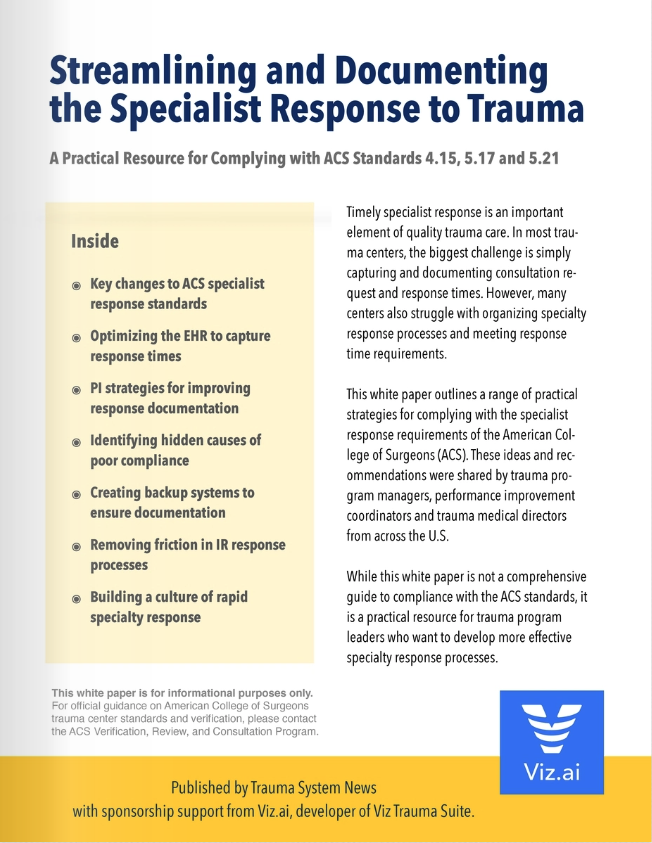 Streamlining and Documenting
the Specialist Response to Trauma
A Practical Resource for Complying with ACS Standards 4.15, 5.17 and 5.21
Inside
◉ Key changes to ACS specialist
response standards
◉ Optimizing the EHR to capture
response times
◉ PI strategies for improving
response documentation
◉ Identifying hidden causes of
poor compliance
◉ Creating backup systems to
ensure documentation
◉ Removing friction in IR response
processes
◉ Building a culture of rapid
specialty response
Timely specialist response is an important
element of quality trauma care. In most trau-
ma centers, the biggest challenge is simply
capturing and documenting consultation re-
quest and response times. However, many
centers also struggle with organizing specialty
response processes and meeting response
time requirements.
This white paper outlines a range of practical
strategies for complying with the specialist
response requirements of the American Col-
lege of Surgeons (ACS). These ideas and rec-
ommendations were shared by trauma pro-
gram managers, performance improvement
coordinators and trauma medical directors
from across the U.S.
While this white paper is not a comprehensive
guide to compliance with the ACS standards, it
is a practical resource for trauma program
leaders who want to develop more effective
specialty response processes.
This white paper is for informational purposes only.
For official guidance on American College of Surgeons
trauma center standards and verification, please contact
the ACS Verification, Review, and Consultation Program.
Viz.ai
Published by Trauma System News
with sponsorship support from Viz.ai, developer of Viz Trauma Suite.